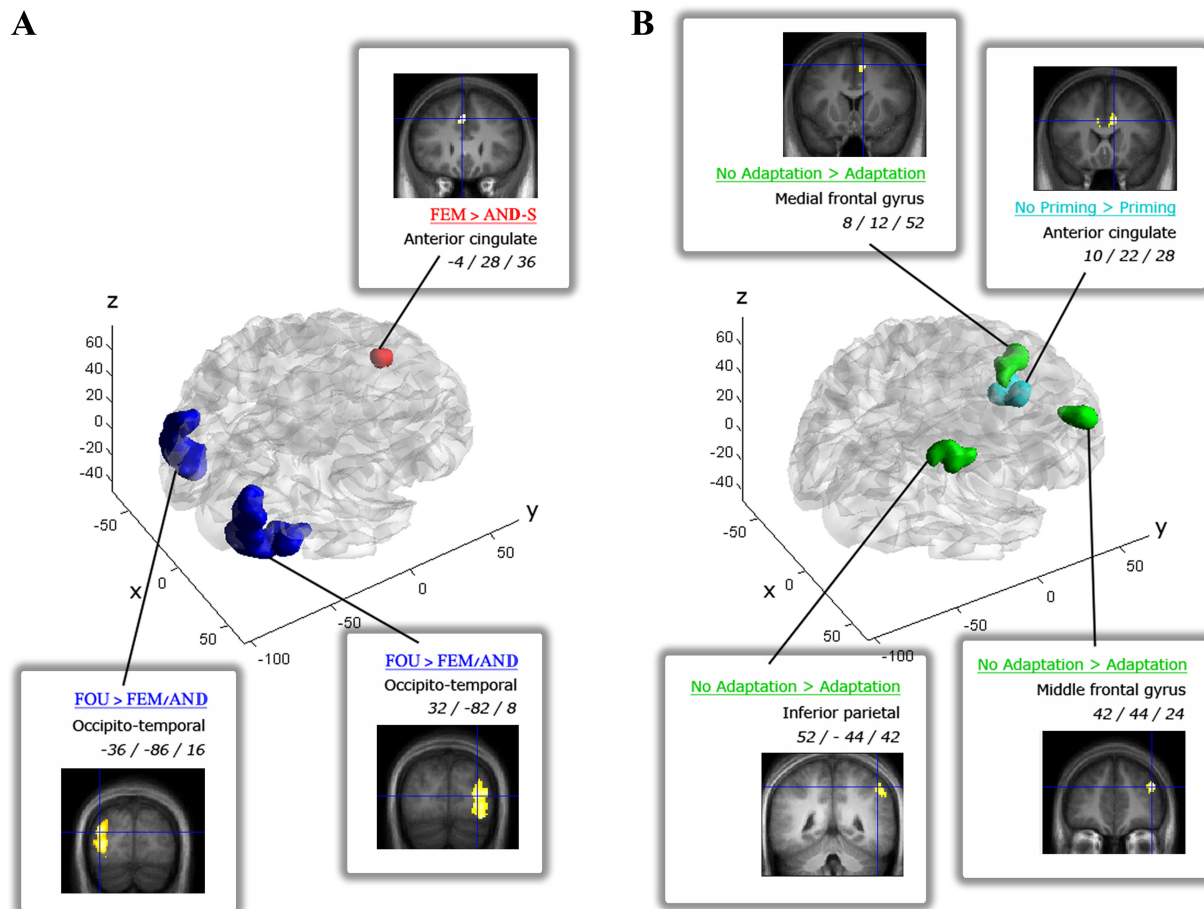 A
FEM > AND-S
Anterior cingulate
-4 / 28 / 36
z
60
40
20
0
-20
-40
-50
x
0
50
y
50
0
-50
-100
FOU > FEM/AND
Occipito-temporal
-36 / -86 / 16
FOU > FEM/AND
Occipito-temporal
32 / -82 / 8
B
No Adaptation > Adaptation
Medial frontal gyrus
8 / 12 / 52
No Priming > Priming
Anterior cingulate
10 / 22 / 28
z
60
40
20
0
-20
-40
-50
x
0
50
y
50
0
-50
-100
No Adaptation > Adaptation
Inferior parietal
52 / - 44 / 42
No Adaptation > Adaptation
Middle frontal gyrus
42 / 44 / 24